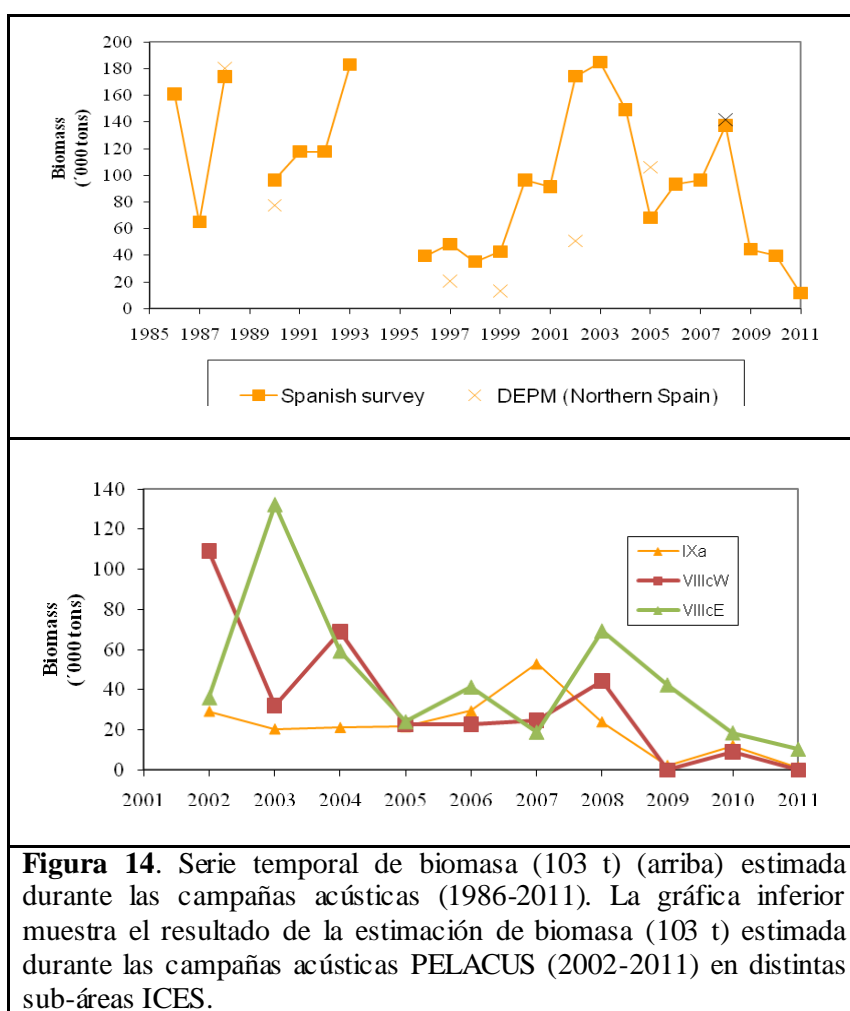 200
180
160
140
120
100
80
60
40
20
0
Biomass
(´000 tons)
1985 1987 1989 1991 1993 1995 1997 1999 2001 2003 2005 2007 2009 2011
Spanish survey DEPM (Northern Spain)
140
120
100
80
60
40
20
0
Biomass
(´000 tons)
IXa
VIIIcW
VIIIcE
2001 2002 2003 2004 2005 2006 2007 2008 2009 2010 2011
Figura 14. Serie temporal de biomasa (103 t) (arriba) estimada
durante las campañas acústicas (1986-2011). La gráfica inferior
muestra el resultado de la estimación de biomasa (103 t) estimada
durante las campañas acústicas PELACUS (2002-2011) en distintas
sub-áreas ICES.